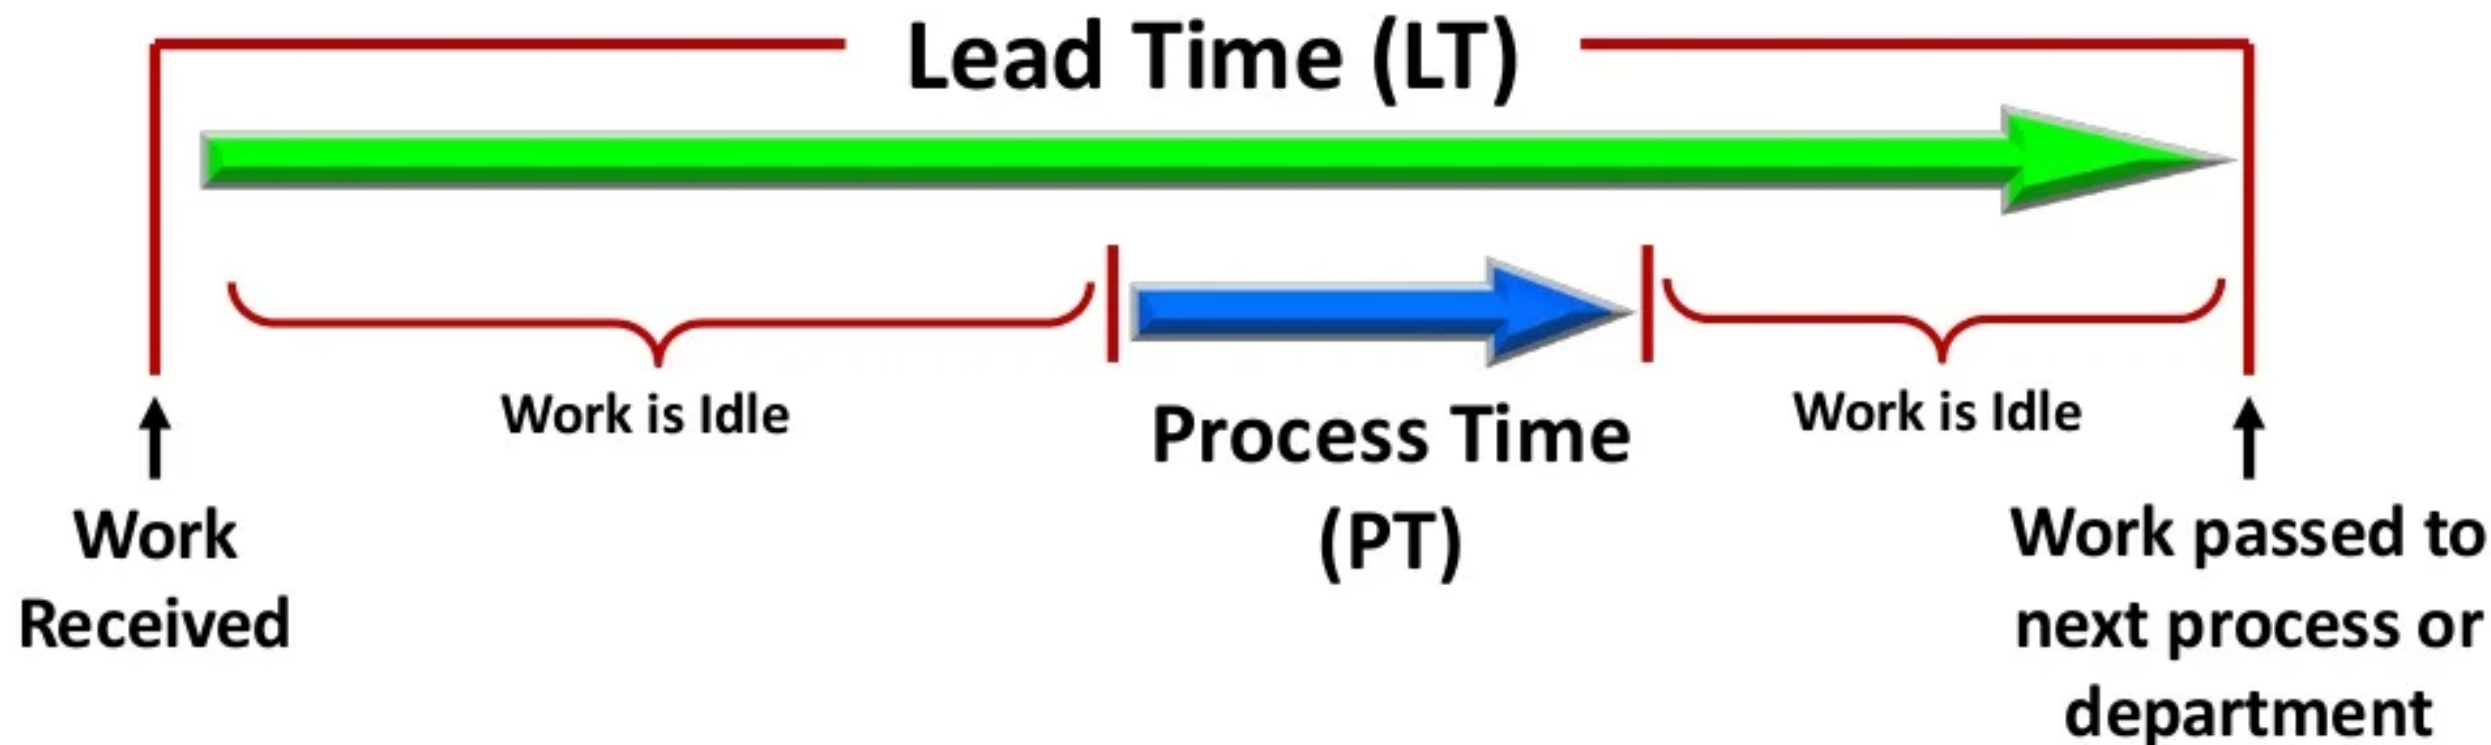 Lead Time (LT)
Work is Idle
Process Time
(PT)
Work is Idle
Work
Received
Work passed to
next process or
department